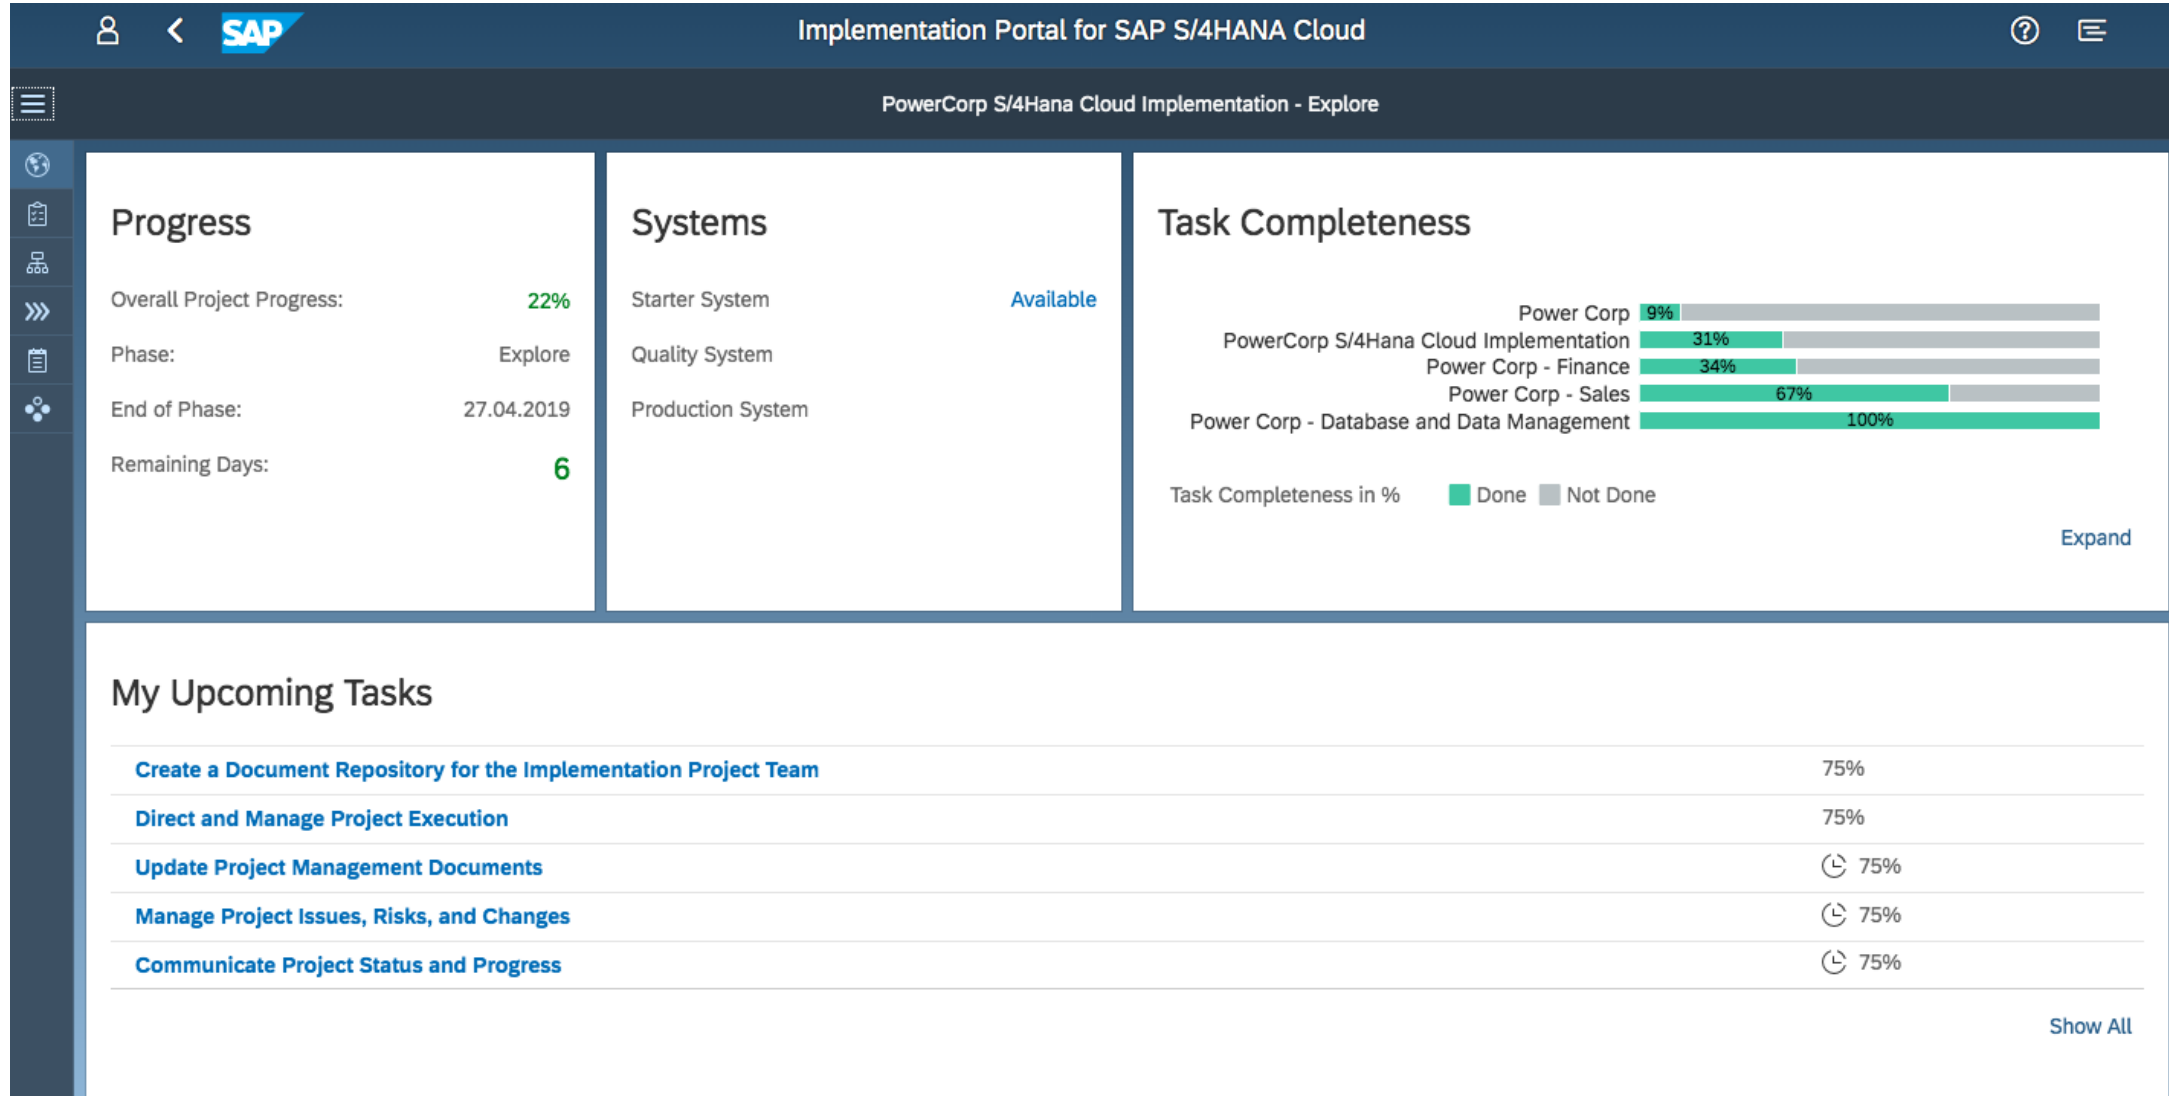 SAP
Implementation Portal for SAP S/4HANA Cloud
PowerCorp S/4Hana Cloud Implementation - Explore
Progress
Overall Project Progress: 22%
Phase: Explore
End of Phase: 27.04.2019
Remaining Days: 6
Systems
Starter System Available
Quality System
Production System
Task Completeness
Power Corp 9%
PowerCorp S/4Hana Cloud Implementation 31%
Power Corp - Finance 34%
Power Corp - Sales 67%
Power Corp - Database and Data Management 100%
Task Completeness in % Done Not Done
Expand
My Upcoming Tasks
Create a Document Repository for the Implementation Project Team 75%
Direct and Manage Project Execution 75%
Update Project Management Documents 75%
Manage Project Issues, Risks, and Changes 75%
Communicate Project Status and Progress 75%
Show All